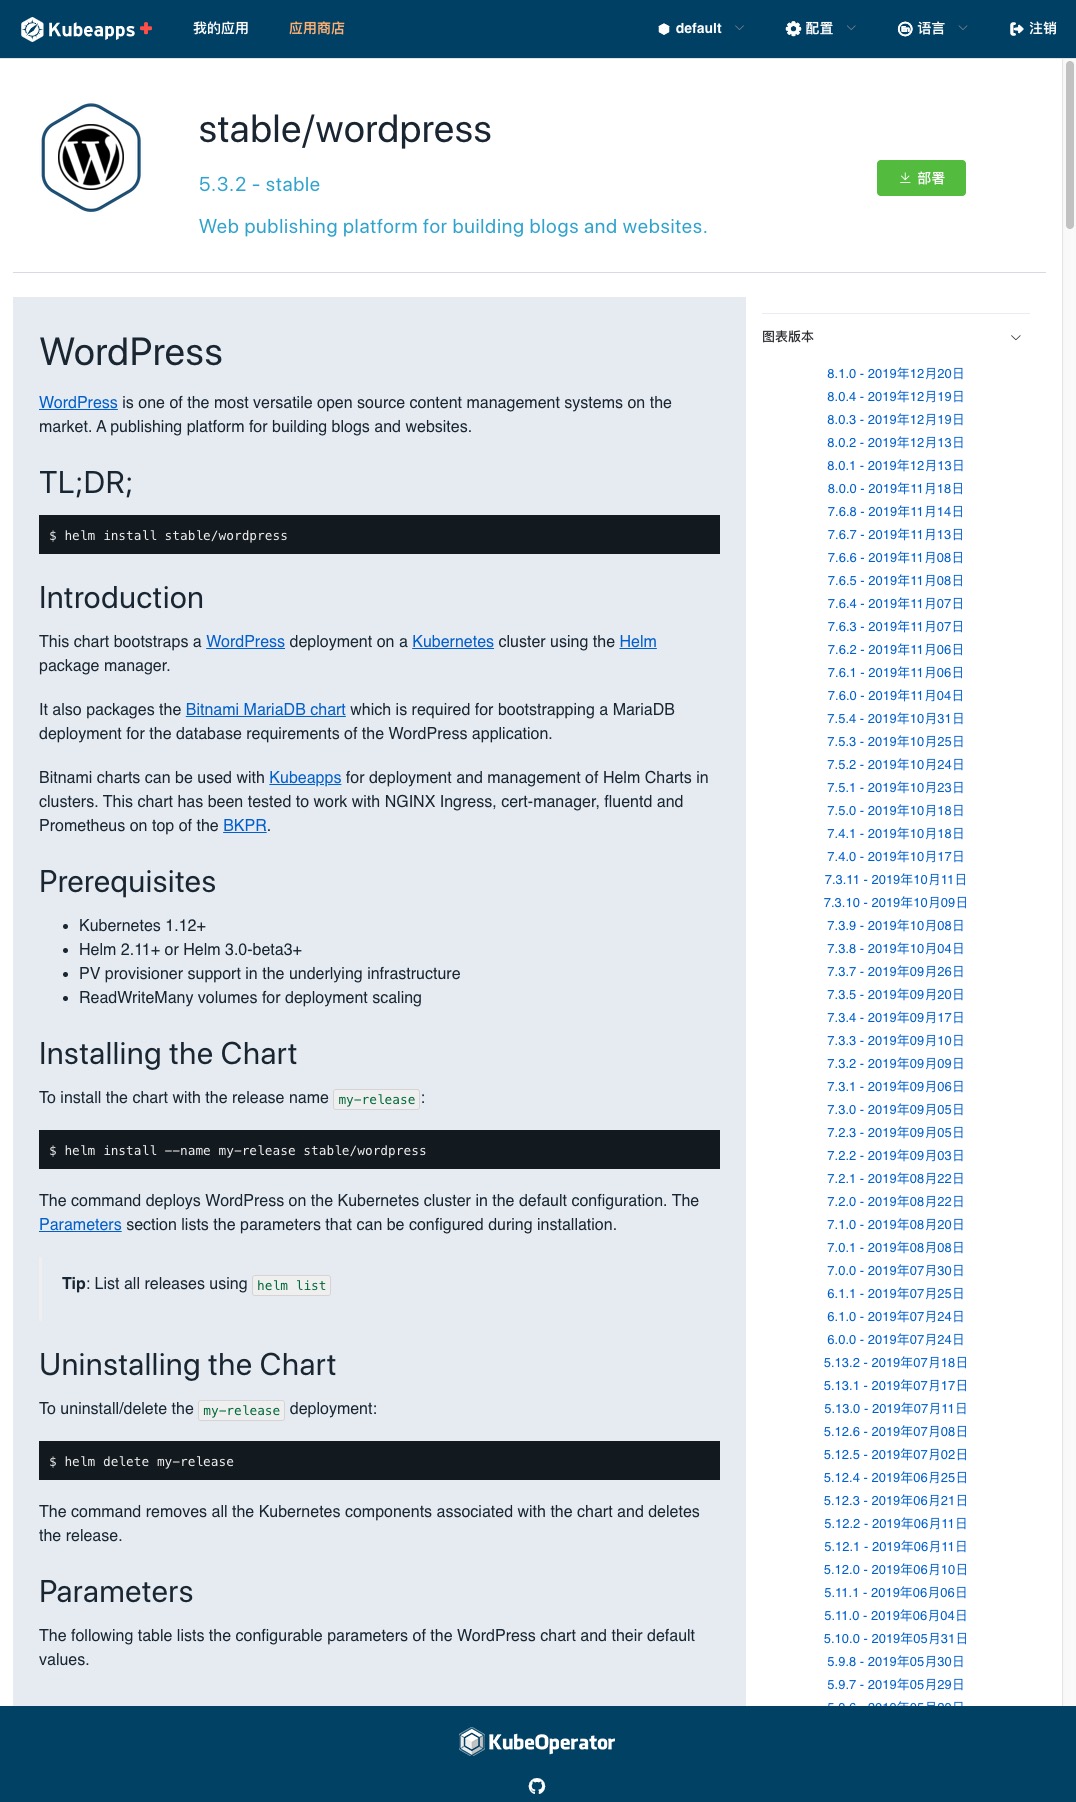 Kubeapps 我的应用 应用商店 default 配置 语言 注销
stable/wordpress
5.3.2 - stable
部署
Web publishing platform for building blogs and websites.
WordPress
WordPress is one of the most versatile open source content management systems on the
market. A publishing platform for building blogs and websites.
TL;DR;
$ helm install stable/wordpress
Introduction
This chart bootstraps a WordPress deployment on a Kubernetes cluster using the Helm
package manager.
It also packages the Bitnami MariaDB chart which is required for bootstrapping a MariaDB
deployment for the database requirements of the WordPress application.
Bitnami charts can be used with Kubeapps for deployment and management of Helm Charts in
clusters. This chart has been tested to work with NGINX Ingress, cert-manager, fluentd and
Prometheus on top of the BKPR.
Prerequisites
Kubernetes 1.12+
Helm 2.11+ or Helm 3.0-beta3+
PV provisioner support in the underlying infrastructure
ReadWriteMany volumes for deployment scaling
Installing the Chart
To install the chart with the release name my-release:
$ helm install --name my-release stable/wordpress
The command deploys WordPress on the Kubernetes cluster in the default configuration. The
Parameters section lists the parameters that can be configured during installation.
Tip: List all releases using helm list
Uninstalling the Chart
To uninstall/delete the my-release deployment:
$ helm delete my-release
The command removes all the Kubernetes components associated with the chart and deletes
the release.
Parameters
The following table lists the configurable parameters of the WordPress chart and their default
values.
图表版本
8.1.0 - 2019年12月20日
8.0.4 - 2019年12月19日
8.0.3 - 2019年12月19日
8.0.2 - 2019年12月13日
8.0.1 - 2019年12月13日
8.0.0 - 2019年11月18日
7.6.8 - 2019年11月14日
7.6.7 - 2019年11月13日
7.6.6 - 2019年11月08日
7.6.5 - 2019年11月08日
7.6.4 - 2019年11月07日
7.6.3 - 2019年11月07日
7.6.2 - 2019年11月06日
7.6.1 - 2019年11月06日
7.6.0 - 2019年11月04日
7.5.4 - 2019年10月31日
7.5.3 - 2019年10月25日
7.5.2 - 2019年10月24日
7.5.1 - 2019年10月23日
7.5.0 - 2019年10月18日
7.4.1 - 2019年10月18日
7.4.0 - 2019年10月17日
7.3.11 - 2019年10月11日
7.3.10 - 2019年10月09日
7.3.9 - 2019年10月08日
7.3.8 - 2019年10月04日
7.3.7 - 2019年09月26日
7.3.5 - 2019年09月20日
7.3.4 - 2019年09月17日
7.3.3 - 2019年09月10日
7.3.2 - 2019年09月09日
7.3.1 - 2019年09月06日
7.3.0 - 2019年09月05日
7.2.3 - 2019年09月05日
7.2.2 - 2019年09月03日
7.2.1 - 2019年08月22日
7.2.0 - 2019年08月22日
7.1.0 - 2019年08月20日
7.0.1 - 2019年08月08日
7.0.0 - 2019年07月30日
6.1.1 - 2019年07月25日
6.1.0 - 2019年07月24日
6.0.0 - 2019年07月24日
5.13.2 - 2019年07月18日
5.13.1 - 2019年07月17日
5.13.0 - 2019年07月11日
5.12.6 - 2019年07月08日
5.12.5 - 2019年07月02日
5.12.4 - 2019年06月25日
5.12.3 - 2019年06月21日
5.12.2 - 2019年06月11日
5.12.1 - 2019年06月11日
5.12.0 - 2019年06月10日
5.11.1 - 2019年06月06日
5.11.0 - 2019年06月04日
5.10.0 - 2019年05月31日
5.9.8 - 2019年05月30日
5.9.7 - 2019年05月29日
KubeOperator